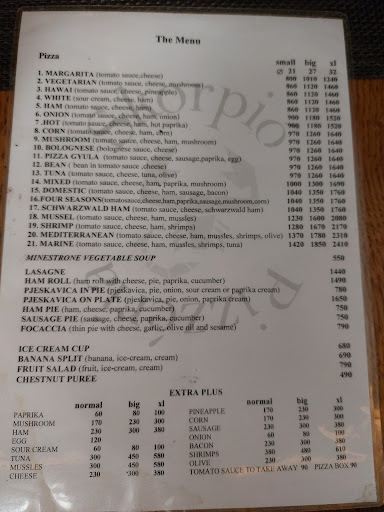 The Menu
Pizza
small big xl
⌀ 21 27 32
1. MARGARITA (tomato sauce,cheese) 800 1010 1240
2. VEGETARIAN (tomato sauce, cheese, mushroom) 860 1120 1460
3. HAWAI (tomato sauce, cheese, pineaple) 860 1120 1460
4. WHITE (sour cream, cheese, ham) 860 1120 1460
5. HAM (tomato sauce, cheese, ham) 860 1120 1460
6. ONION (tomato sauce, cheese, ham, onion) 900 1180 1520
7 .HOT (tomato sauce, cheese, ham, hot paprika) 900 1180 1520
8. CORN (tomato sauce, cheese, ham, corn) 970 1260 1640
9. MUSHROOM (tomato sauce, cheese, ham, mushroom) 970 1260 1640
10. BOLOGNESE (bolognese sauce, cheese) 970 1260 1640
11. PIZZA GYULA (tomato sauce, cheese, sausage,paprika, egg) 970 1260 1640
12. BEAN ( bean in tomato sauce ,cheese) 970 1260 1640
13. TUNA (tomato sauce, cheese, tuna, olive) 970 1260 1640
14. MIXED (tomato sauce, cheese, ham, paprika, mushroom) 1000 1300 1690
15. DOMESTIC (tomato sauce, cheese, ham, sausage, bacon) 1040 1350 1760
16.FOUR SEASONS(tomatosauce,cheese,ham,paprika,sausage,mushroom,corn) 1040 1350 1760
17. SCHWARZWALD HAM (tomato sauce, cheese, schwarzwald ham) 1040 1350 1760
18. MUSSEL (tomato sauce, cheese, ham, mussles) 1230 1600 2080
19. SHRIMP (tomato sauce, cheese, ham, shrimps) 1280 1670 2170
20. MEDITERRANEAN (tomato sauce, cheese, ham, mussles, shrimps, olive) 1370 1780 2310
21. MARINE (tomato sauce, cheese, ham, mussles, shrimps, tuna) 1420 1850 2410
MINESTRONE VEGETABLE SOUP 550
LASAGNE 1440
HAM ROLL (ham roll with cheese, pie, paprika, cucumber) 1490
PJESKAVICA IN PIE (pjeskavica, pie, onion, sour cream or paprika cream) 780
PJESKAVICA ON PLATE (pjeskavica, pie, onion, paprika cream) 1650
HAM PIE (ham, cheese, paprika, cucumber) 750
SAUSAGE PIE (sausage, cheese, paprika, cucumber) 750
FOCACCIA (thin pie with cheese, garlic, olive oil and sesame) 790
ICE CREAM CUP 680
BANANA SPLIT (banana, ice-cream, cream) 690
FRUIT SALAD (fruit, ice-cream, cream) 790
CHESTNUT PUREE 490
EXTRA PLUS
normal big xl normal big xl
PAPRIKA 60 80 100 PINEAPPLE 170 230 300
MUSHROOM 170 230 300 CORN 170 230 300
HAM 230 300 380 SAUSAGE 230 300 380
EGG 120 ONION 60 80 100
SOUR CREAM 60 80 100 BACON 230 300 380
TUNA 300 450 580 SHRIMPS 380 480 610
MUSSLES 300 450 580 OLIVE 230 300 380
CHEESE 230 300 380 TOMATO SAUCE TO TAKE AWAY 90 PIZZA BOX 90